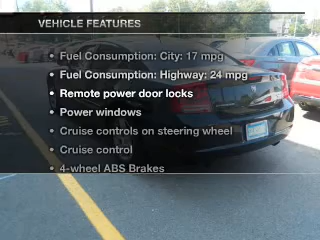 VEHICLE FEATURES
• Fuel Consumption: City: 17 mpg
• Fuel Consumption: Highway: 24 mpg
• Remote power door locks
• Power windows
• Cruise controls on steering wheel
• Cruise control
• 4-wheel ABS Brakes